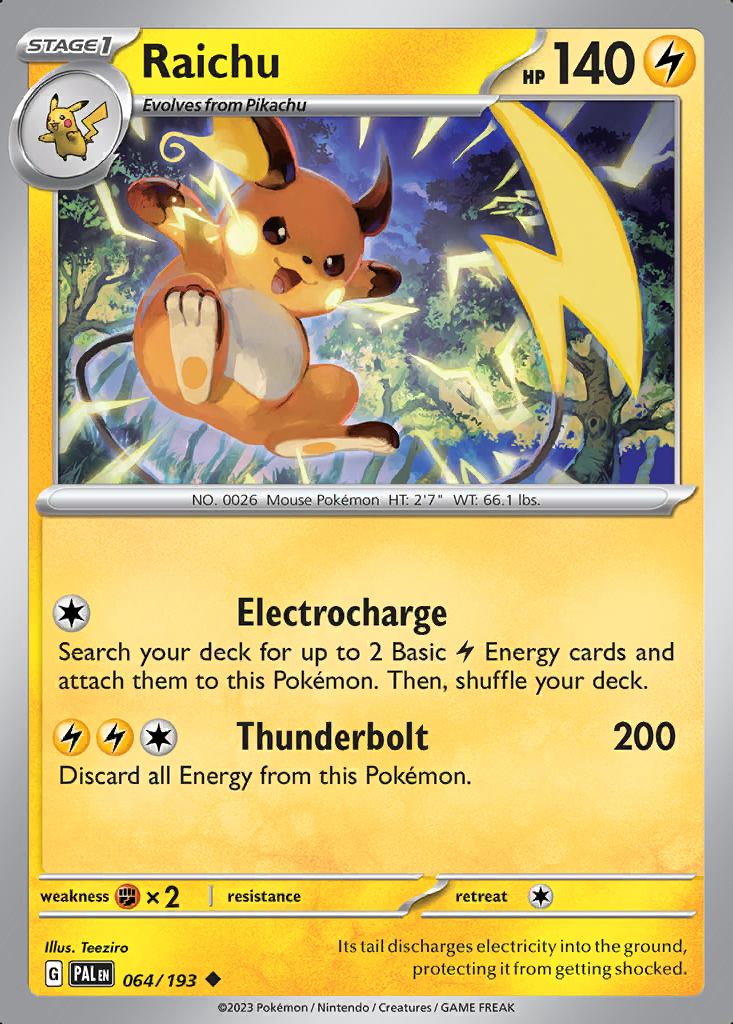 STAGE 1
Raichu
HP 140
Evolves from Pikachu
NO. 0026 Mouse Pokémon HT: 2'7" WT: 66.1 lbs.
Electrocharge
Search your deck for up to 2 Basic Energy cards and
attach them to this Pokémon. Then, shuffle your deck.
Thunderbolt 200
Discard all Energy from this Pokémon.
weakness ×2 resistance retreat
Illus. Teeziro
Its tail discharges electricity into the ground,
protecting it from getting shocked.
G PAL EN 064/193
©2023 Pokémon / Nintendo / Creatures / GAME FREAK